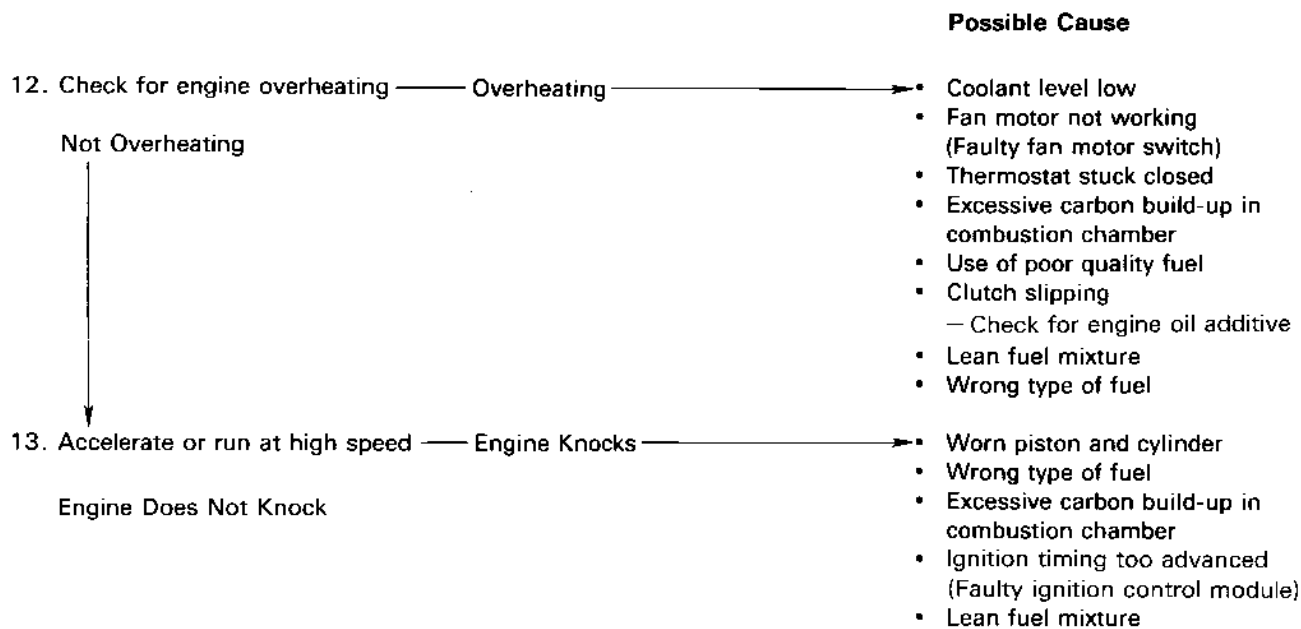 Possible Cause
12. Check for engine overheating — Overheating
• Coolant level low
• Fan motor not working
(Faulty fan motor switch)
Not Overheating
• Thermostat stuck closed
• Excessive carbon build-up in
combustion chamber
• Use of poor quality fuel
• Clutch slipping
— Check for engine oil additive
• Lean fuel mixture
• Wrong type of fuel
13. Accelerate or run at high speed — Engine Knocks
• Worn piston and cylinder
• Wrong type of fuel
Engine Does Not Knock
• Excessive carbon build-up in
combustion chamber
• Ignition timing too advanced
(Faulty ignition control module)
• Lean fuel mixture